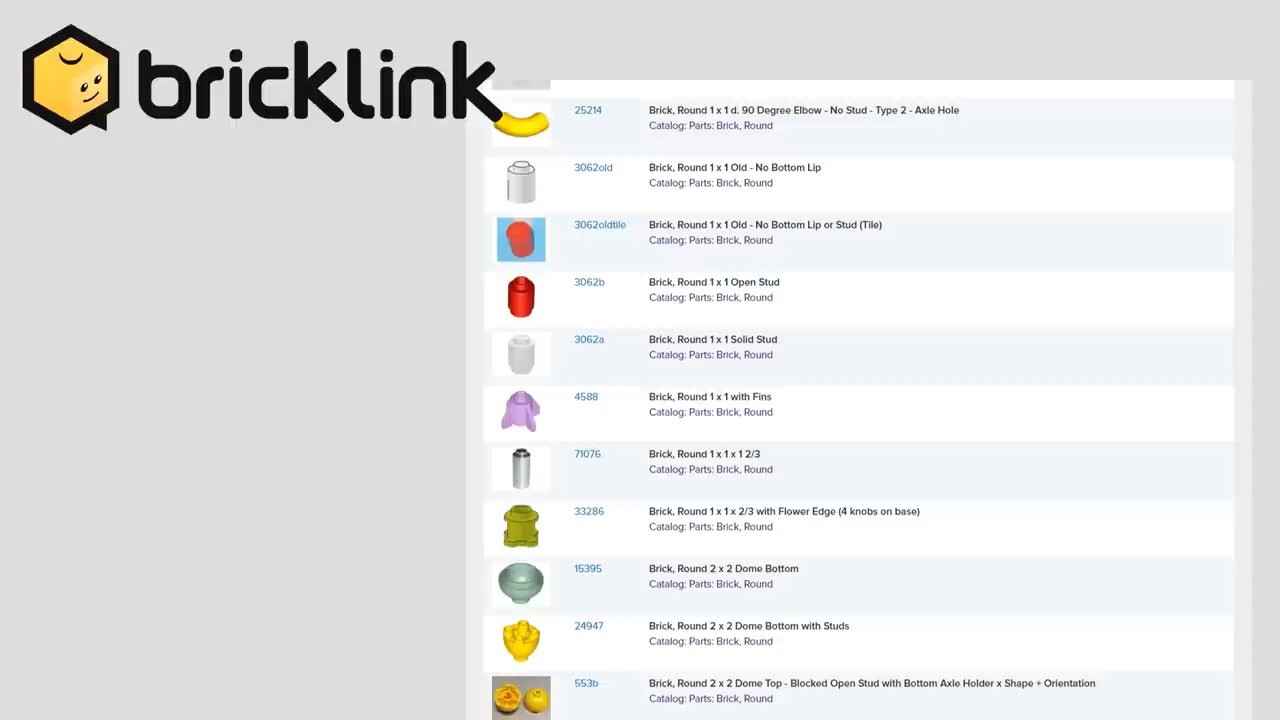 bricklink
25214
Brick, Round 1 x 1 d. 90 Degree Elbow - No Stud - Type 2 - Axle Hole
Catalog: Parts: Brick, Round
3062old
Brick, Round 1 x 1 Old - No Bottom Lip
Catalog: Parts: Brick, Round
3062oldtile
Brick, Round 1 x 1 Old - No Bottom Lip or Stud (Tile)
Catalog: Parts: Brick, Round
3062b
Brick, Round 1 x 1 Open Stud
Catalog: Parts: Brick, Round
3062a
Brick, Round 1 x 1 Solid Stud
Catalog: Parts: Brick, Round
4588
Brick, Round 1 x 1 with Fins
Catalog: Parts: Brick, Round
71076
Brick, Round 1 x 1 x 1 2/3
Catalog: Parts: Brick, Round
33286
Brick, Round 1 x 1 x 2/3 with Flower Edge (4 knobs on base)
Catalog: Parts: Brick, Round
15395
Brick, Round 2 x 2 Dome Bottom
Catalog: Parts: Brick, Round
24947
Brick, Round 2 x 2 Dome Bottom with Studs
Catalog: Parts: Brick, Round
553b
Brick, Round 2 x 2 Dome Top - Blocked Open Stud with Bottom Axle Holder x Shape + Orientation
Catalog: Parts: Brick, Round